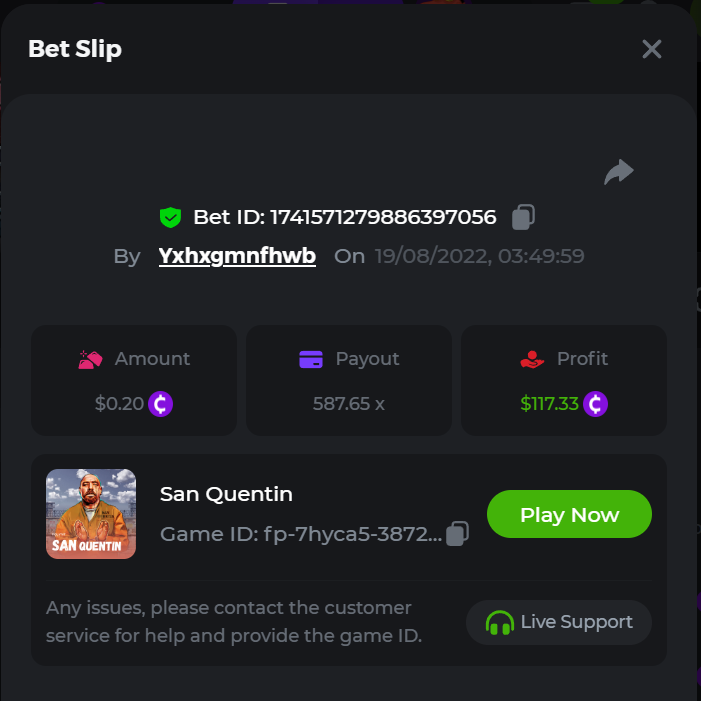 Bet Slip
Bet ID: 1741571279886397056
By Yxhxgmnfhwb On 19/08/2022, 03:49:59
Amount Payout Profit
$0.20 587.65 x $117.33
San Quentin
Game ID: fp-7hyca5-3872...
Play Now
SAN QUENTIN
Any issues, please contact the customer
service for help and provide the game ID.
Live Support